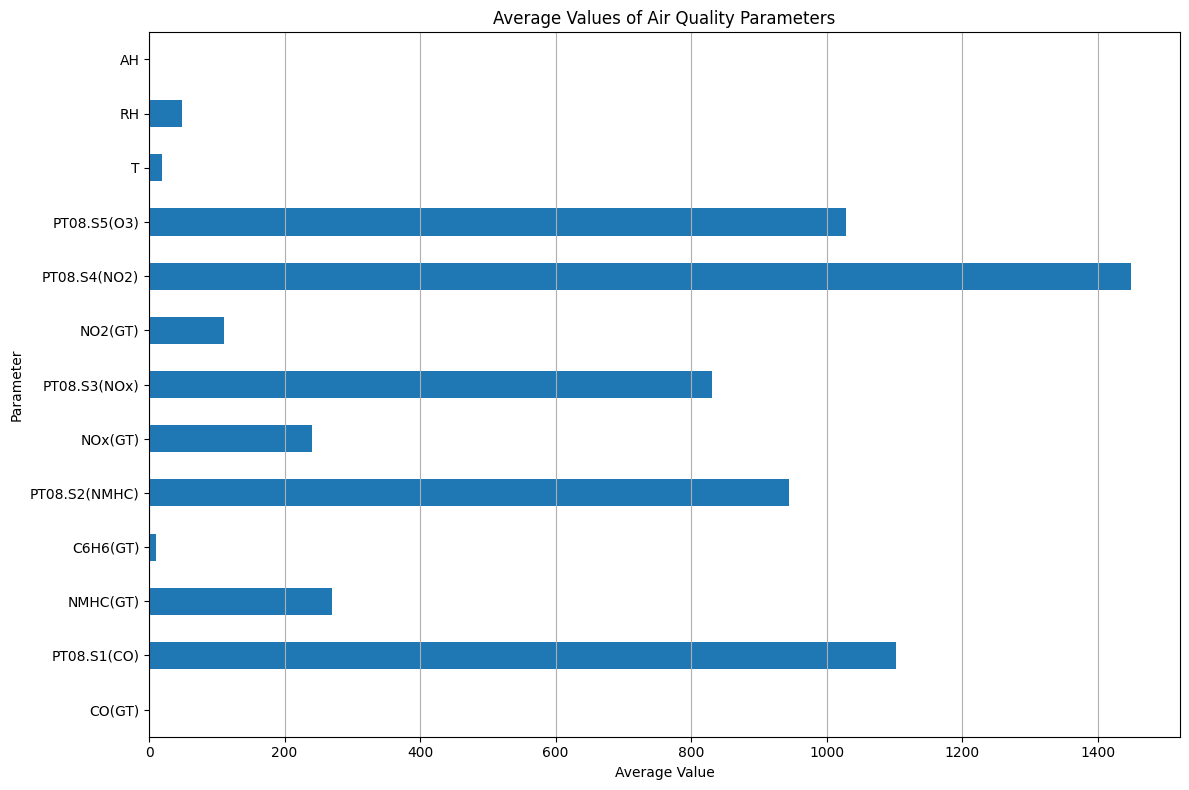 Average Values of Air Quality Parameters
AH
RH
T
PT08.S5(O3)
PT08.S4(NO2)
NO2(GT)
PT08.S3(NOx)
NOx(GT)
PT08.S2(NMHC)
C6H6(GT)
NMHC(GT)
PT08.S1(CO)
CO(GT)
Parameter
0 200 400 600 800 1000 1200 1400
Average Value